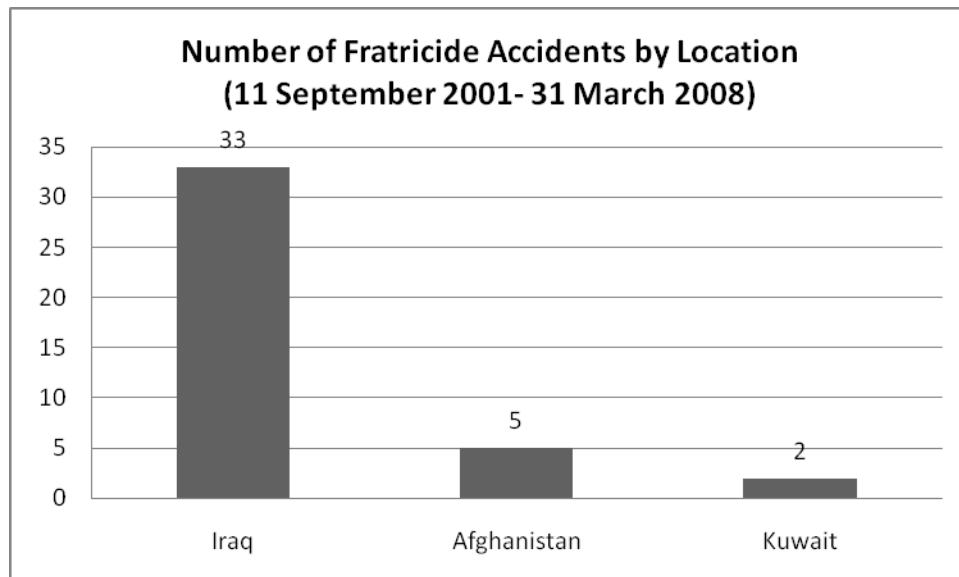 Number of Fratricide Accidents by Location
(11 September 2001- 31 March 2008)
35
30
25
20
15
10
5
0
33
5
2
Iraq
Afghanistan
Kuwait